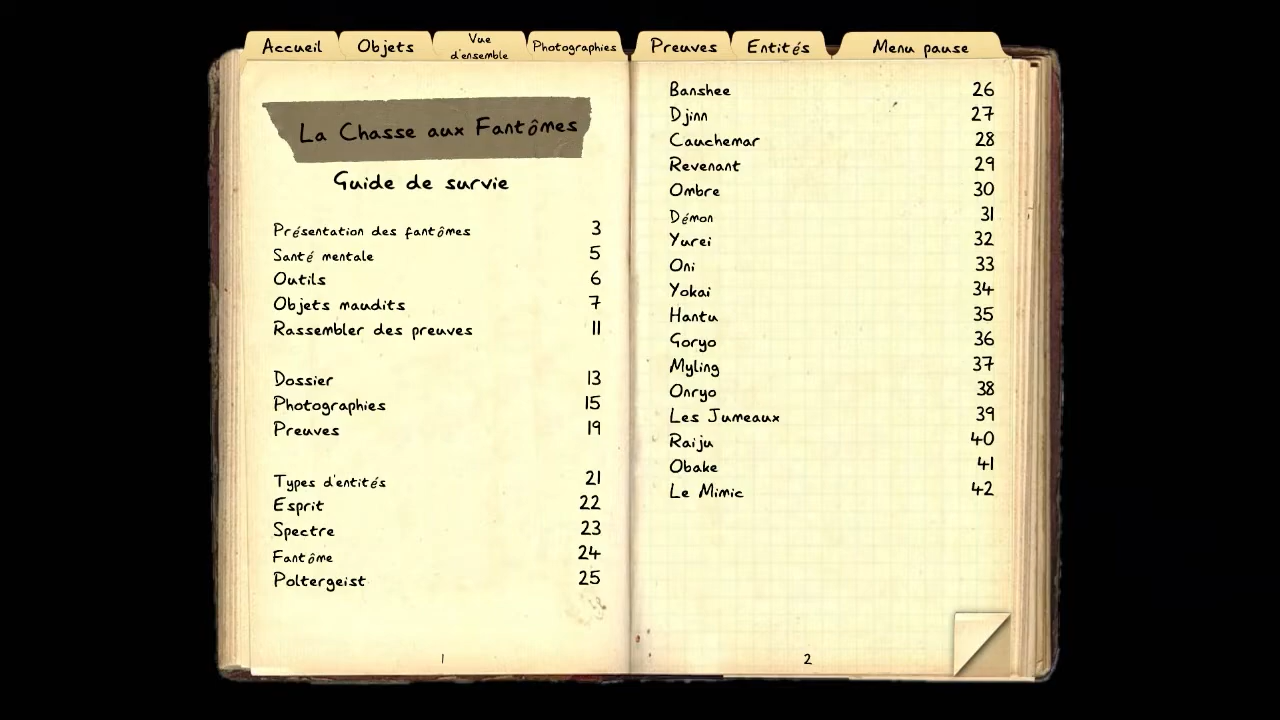 Accueil
Objets
Vue
d'ensemble
Photographies
Preuves
Entités
Menu pause
La Chasse aux Fantômes
Guide de survie
Présentation des fantômes 3
Santé mentale 5
Outils 6
Objets maudits 7
Rassembler des preuves 11
Dossier 13
Photographies 15
Preuves 19
Types d'entités 21
Esprit 22
Spectre 23
Fantôme 24
Poltergeist 25
1
Banshee 26
Djinn 27
Cauchemar 28
Revenant 29
Ombre 30
Démon 31
Yurei 32
Oni 33
Yokai 34
Hantu 35
Goryo 36
Myling 37
Onryo 38
Les Jumeaux 39
Raiju 40
Obake 41
Le Mimic 42
2